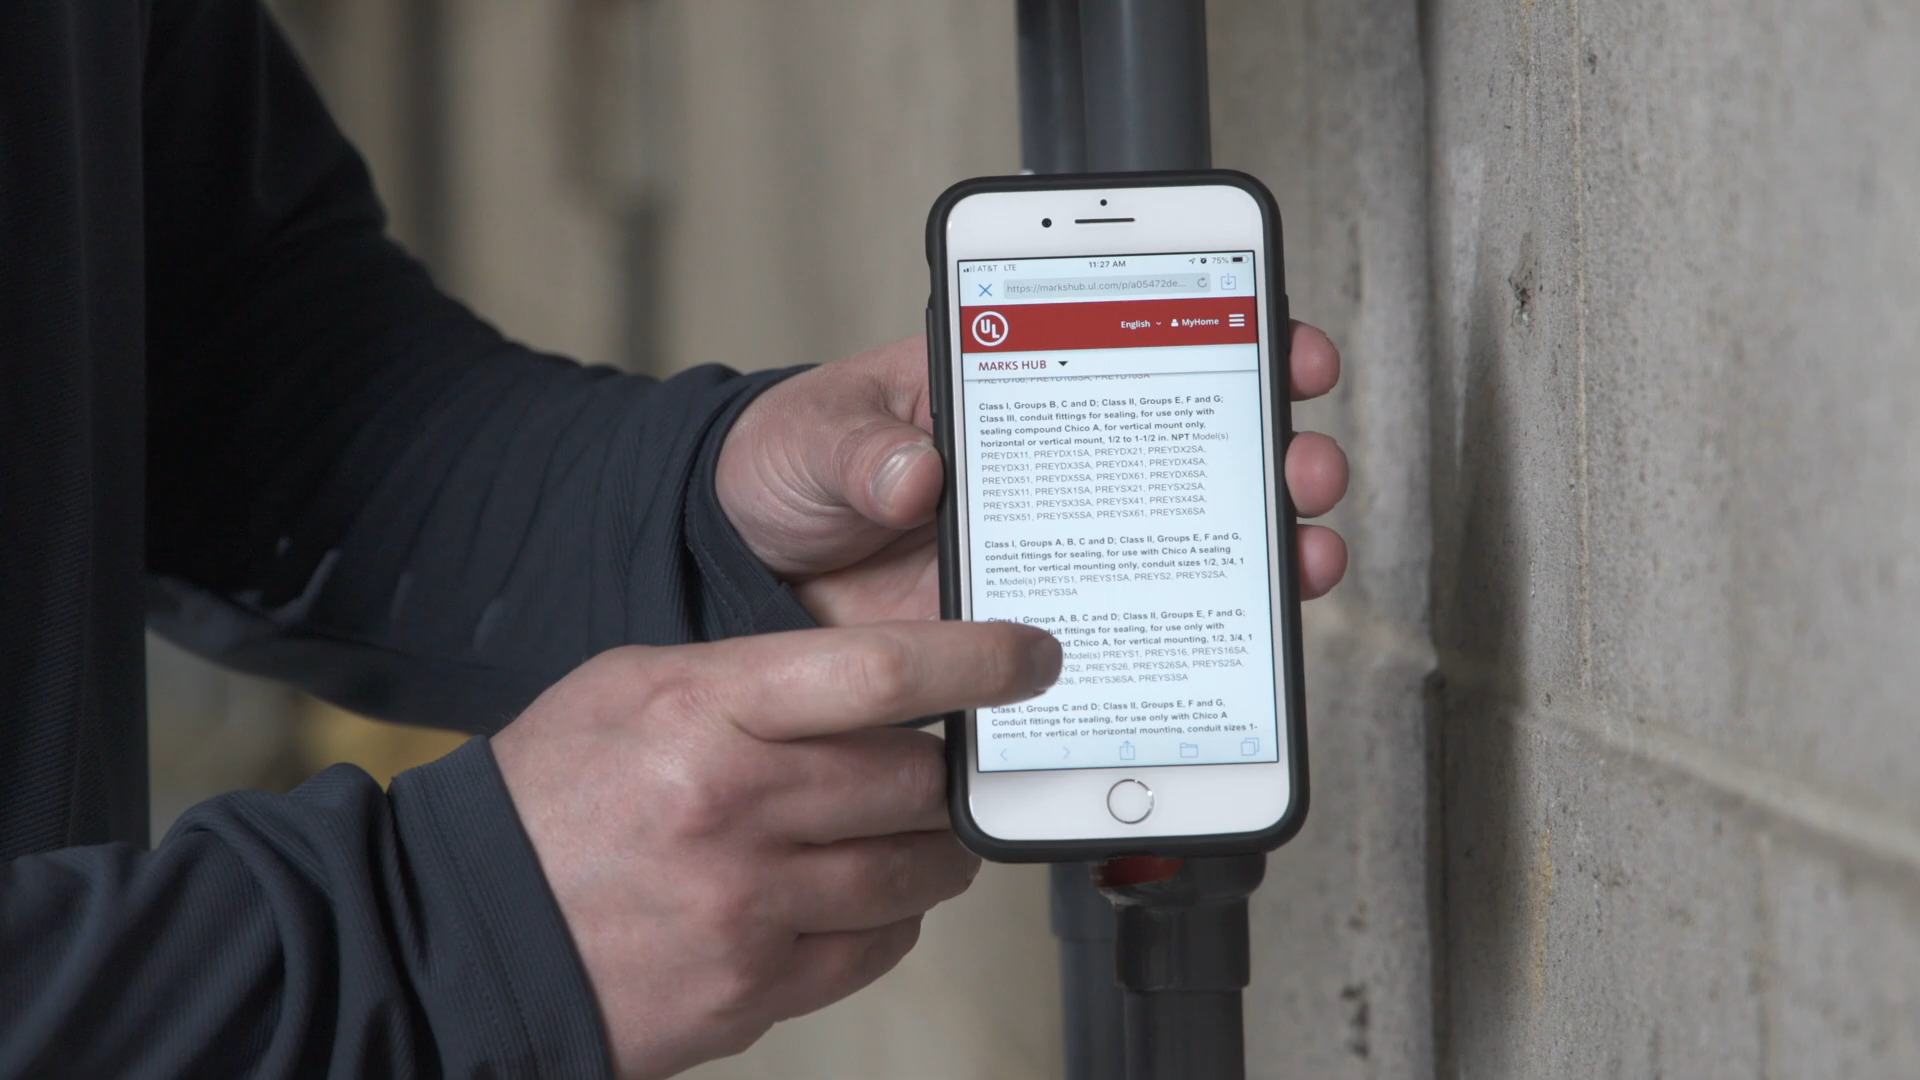 AT&T LTE 11:27 AM 75%
https://markshub.ul.com/p/a05472de...
UL English MyHome
MARKS HUB
Class I, Groups B, C and D; Class II, Groups E, F and G;
Class III, conduit fittings for sealing, for use only with
sealing compound Chico A, for vertical mount only,
horizontal or vertical mount, 1/2 to 1-1/2 in. NPT Model(s)
PREYDX11, PREYDX1SA, PREYDX21, PREYDX2SA,
PREYDX31, PREYDX3SA, PREYDX41, PREYDX4SA,
PREYDX51, PREYDX5SA, PREYDX61, PREYDX6SA,
PREYSX11, PREYSX1SA, PREYSX21, PREYSX2SA,
PREYSX31, PREYSX3SA, PREYSX41, PREYSX4SA,
PREYSX51, PREYSX5SA, PREYSX61, PREYSX6SA
Class I, Groups A, B, C and D; Class II, Groups E, F and G,
conduit fittings for sealing, for use with Chico A sealing
cement, for vertical mounting only, conduit sizes 1/2, 3/4, 1
in. Model(s) PREYS1, PREYS1SA, PREYS2, PREYS2SA,
PREYS3, PREYS3SA
Class I, Groups A, B, C and D; Class II, Groups E, F and G;
fittings for sealing, for use only with
Chico A, for vertical mounting, 1/2, 3/4, 1
Model(s) PREYS1, PREYS16, PREYS16SA,
PREYS26, PREYS26SA, PREYS2SA,
PREYS36SA, PREYS3SA
Class I, Groups C and D; Class II, Groups E, F and G,
Conduit fittings for sealing, for use only with Chico A
cement, for vertical or horizontal mounting, conduit sizes 1-